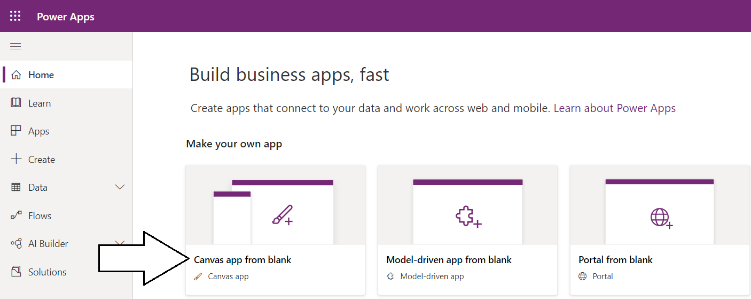 Power Apps
Home
Learn
Apps
Create
Data
Flows
AI Builder
Solutions
Build business apps, fast
Create apps that connect to your data and work across web and mobile. Learn about Power Apps
Make your own app
Canvas app from blank
Canvas app
Model-driven app from blank
Model-driven app
Portal from blank
Portal